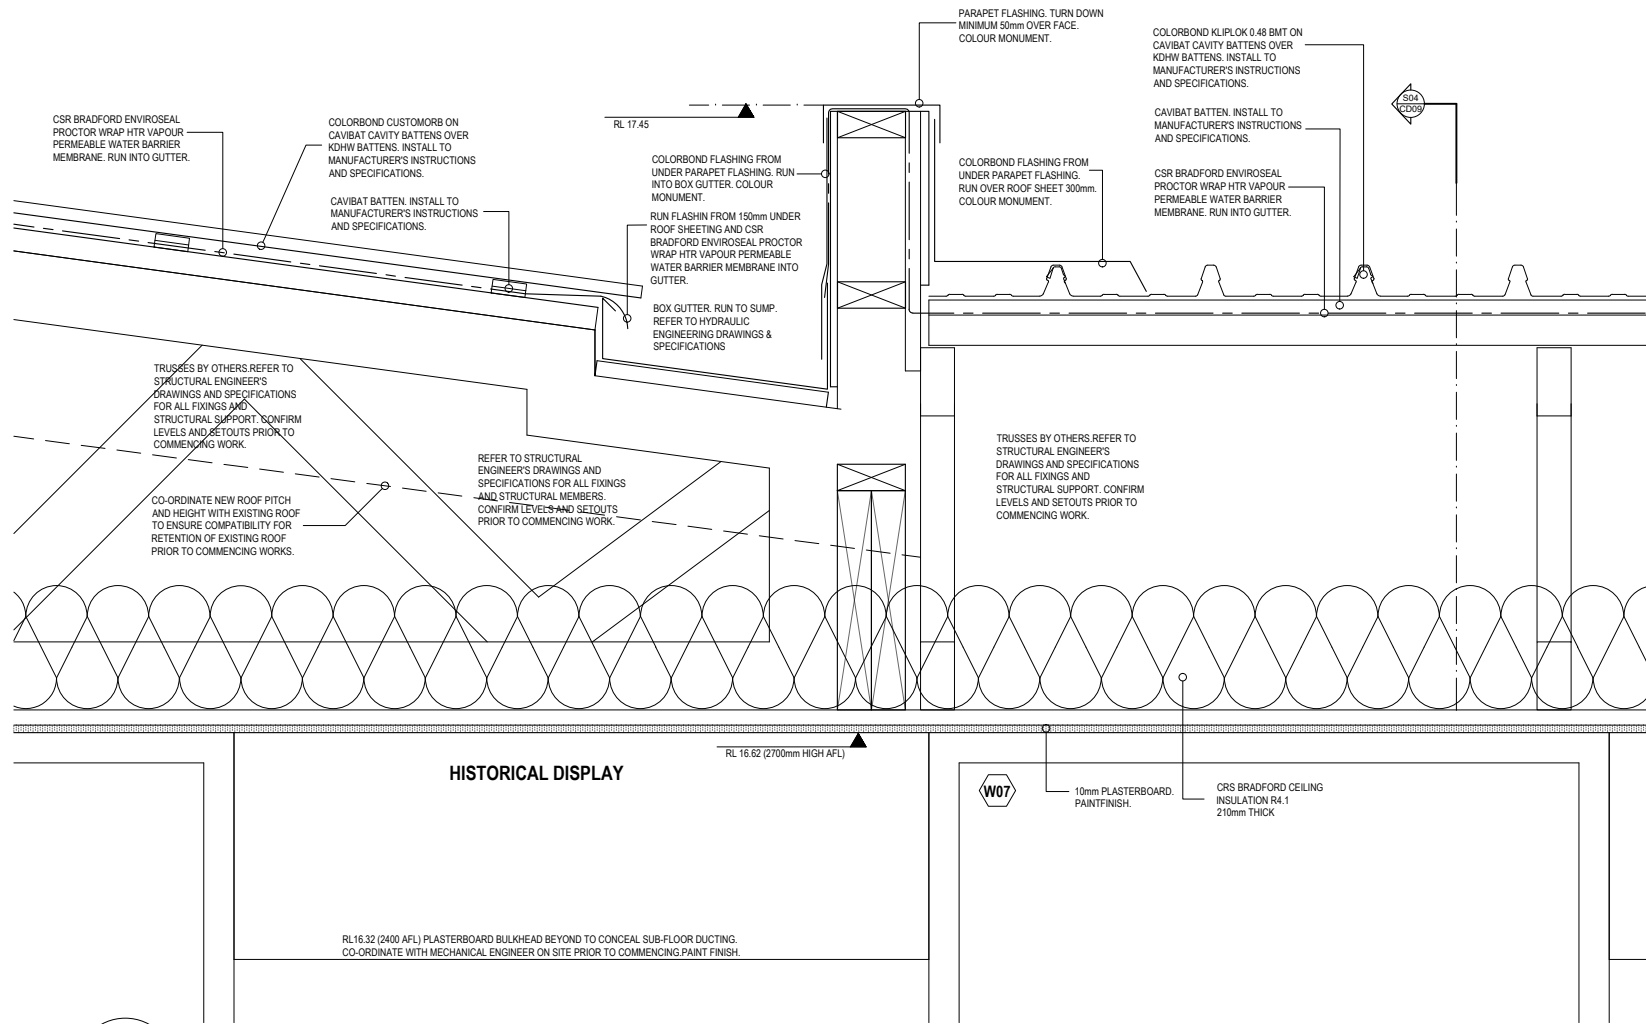 PARAPET FLASHING. TURN DOWN
MINIMUM 50mm OVER FACE.
COLOUR MONUMENT.
COLORBOND KLIPLOK 0.48 BMT ON
CAVIBAT CAVITY BATTENS OVER
KDHW BATTENS. INSTALL TO
MANUFACTURER'S INSTRUCTIONS
AND SPECIFICATIONS.
S04
CD09
CSR BRADFORD ENVIROSEAL
PROCTOR WRAP HTR VAPOUR
PERMEABLE WATER BARRIER
MEMBRANE. RUN INTO GUTTER.
COLORBOND CUSTOMORB ON
CAVIBAT CAVITY BATTENS OVER
KDHW BATTENS. INSTALL TO
MANUFACTURER'S INSTRUCTIONS
AND SPECIFICATIONS.
RL 17.45
CAVIBAT BATTEN. INSTALL TO
MANUFACTURER'S INSTRUCTIONS
AND SPECIFICATIONS.
COLORBOND FLASHING FROM
UNDER PARAPET FLASHING. RUN
INTO BOX GUTTER. COLOUR
MONUMENT.
COLORBOND FLASHING FROM
UNDER PARAPET FLASHING.
RUN OVER ROOF SHEET 300mm.
COLOUR MONUMENT.
CSR BRADFORD ENVIROSEAL
PROCTOR WRAP HTR VAPOUR
PERMEABLE WATER BARRIER
MEMBRANE. RUN INTO GUTTER.
CAVIBAT BATTEN. INSTALL TO
MANUFACTURER'S INSTRUCTIONS
AND SPECIFICATIONS.
RUN FLASHIN FROM 150mm UNDER
ROOF SHEETING AND CSR
BRADFORD ENVIROSEAL PROCTOR
WRAP HTR VAPOUR PERMEABLE
WATER BARRIER MEMBRANE INTO
GUTTER.
BOX GUTTER. RUN TO SUMP.
REFER TO HYDRAULIC
ENGINEERING DRAWINGS &
SPECIFICATIONS
TRUSSES BY OTHERS.REFER TO
STRUCTURAL ENGINEER'S
DRAWINGS AND SPECIFICATIONS
FOR ALL FIXINGS AND
STRUCTURAL SUPPORT. CONFIRM
LEVELS AND SETOUTS PRIOR TO
COMMENCING WORK.
REFER TO STRUCTURAL
ENGINEER'S DRAWINGS AND
SPECIFICATIONS FOR ALL FIXINGS
AND STRUCTURAL MEMBERS.
CONFIRM LEVELS AND SETOUTS
PRIOR TO COMMENCING WORK.
TRUSSES BY OTHERS.REFER TO
STRUCTURAL ENGINEER'S
DRAWINGS AND SPECIFICATIONS
FOR ALL FIXINGS AND
STRUCTURAL SUPPORT. CONFIRM
LEVELS AND SETOUTS PRIOR TO
COMMENCING WORK.
CO-ORDINATE NEW ROOF PITCH
AND HEIGHT WITH EXISTING ROOF
TO ENSURE COMPATIBILITY FOR
RETENTION OF EXISTING ROOF
PRIOR TO COMMENCING WORKS.
RL 16.62 (2700mm HIGH AFL)
HISTORICAL DISPLAY
W07
10mm PLASTERBOARD.
PAINTFINISH.
CRS BRADFORD CEILING
INSULATION R4.1
210mm THICK
RL16.32 (2400 AFL) PLASTERBOARD BULKHEAD BEYOND TO CONCEAL SUB-FLOOR DUCTING.
CO-ORDINATE WITH MECHANICAL ENGINEER ON SITE PRIOR TO COMMENCING.PAINT FINISH.